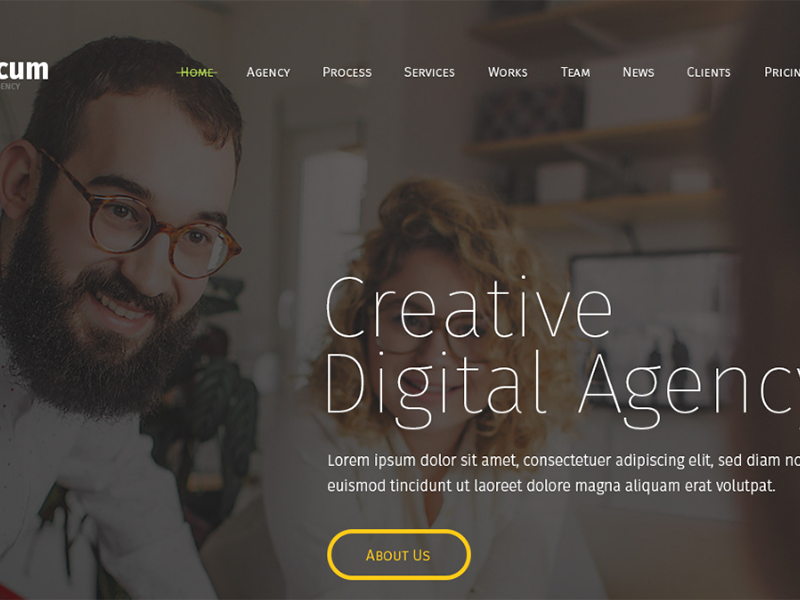 cum
ENCY
Home Agency Process Services Works Team News Clients Pricin
Creative
Digital Agency
Lorem ipsum dolor sit amet, consectetuer adipiscing elit, sed diam no
euismod tincidunt ut laoreet dolore magna aliquam erat volutpat.
About Us